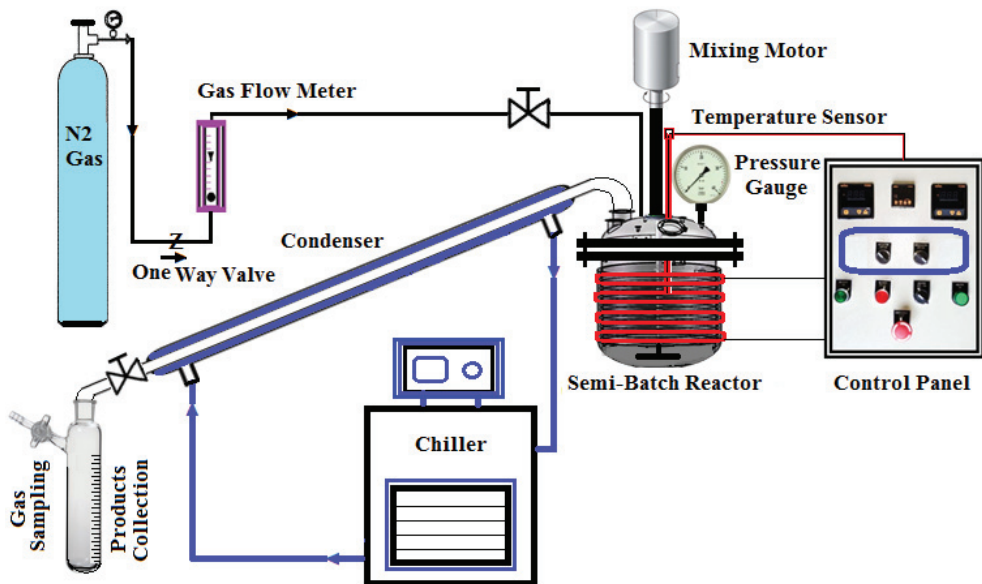 N2
Gas
Gas Flow Meter
Mixing Motor
Temperature Sensor
Pressure
Gauge
Condenser
Z
One Way Valve
Semi-Batch Reactor
Control Panel
Chiller
Gas
Sampling
Products
Collection